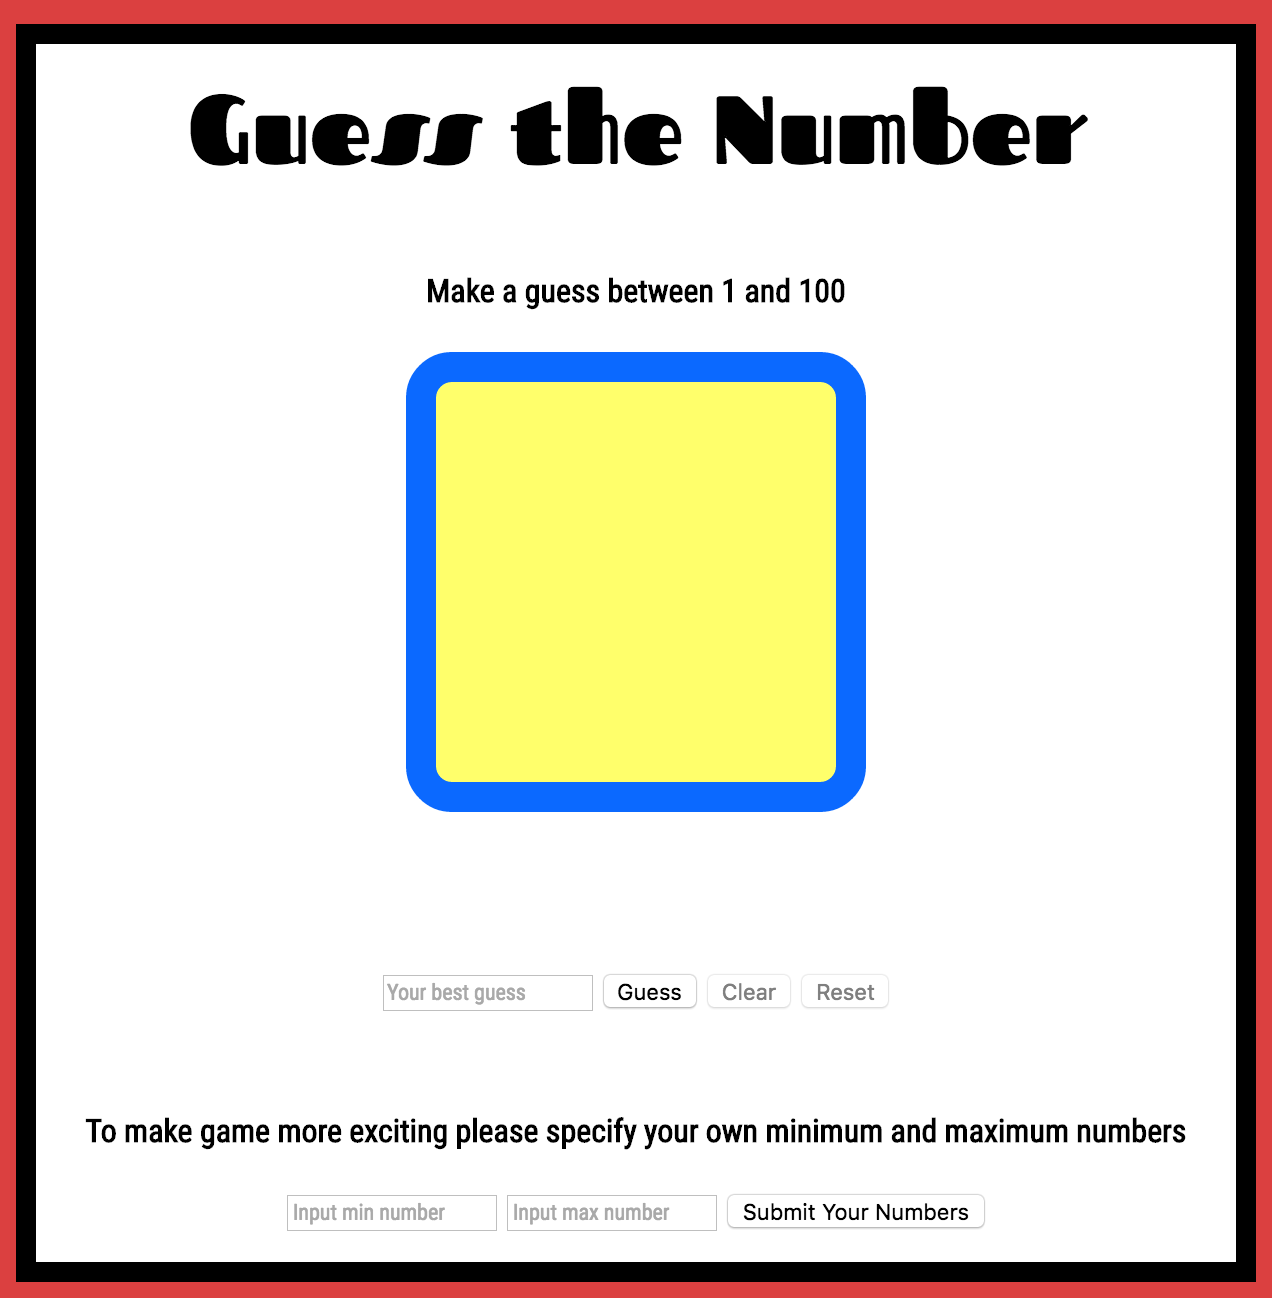 Guess the Number
Make a guess between 1 and 100
Your best guess Guess Clear Reset
To make game more exciting please specify your own minimum and maximum numbers
Input min number Input max number Submit Your Numbers